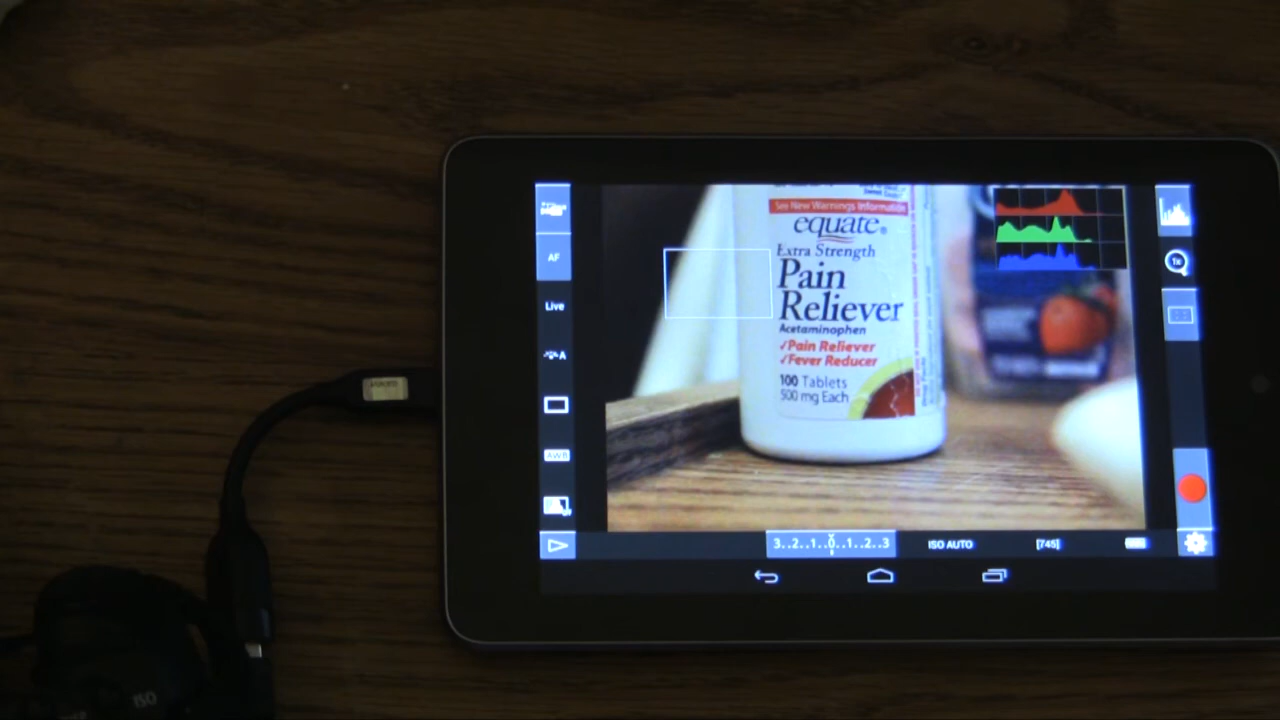 See New Warnings Information
equate®
Extra Strength
Pain
Reliever
Acetaminophen
✓Pain Reliever
✓Fever Reducer
100 Tablets
500 mg Each
AF
Live
A
AWB
1x
3..2..1..0..1..2..3
ISO AUTO
[745]
ISO